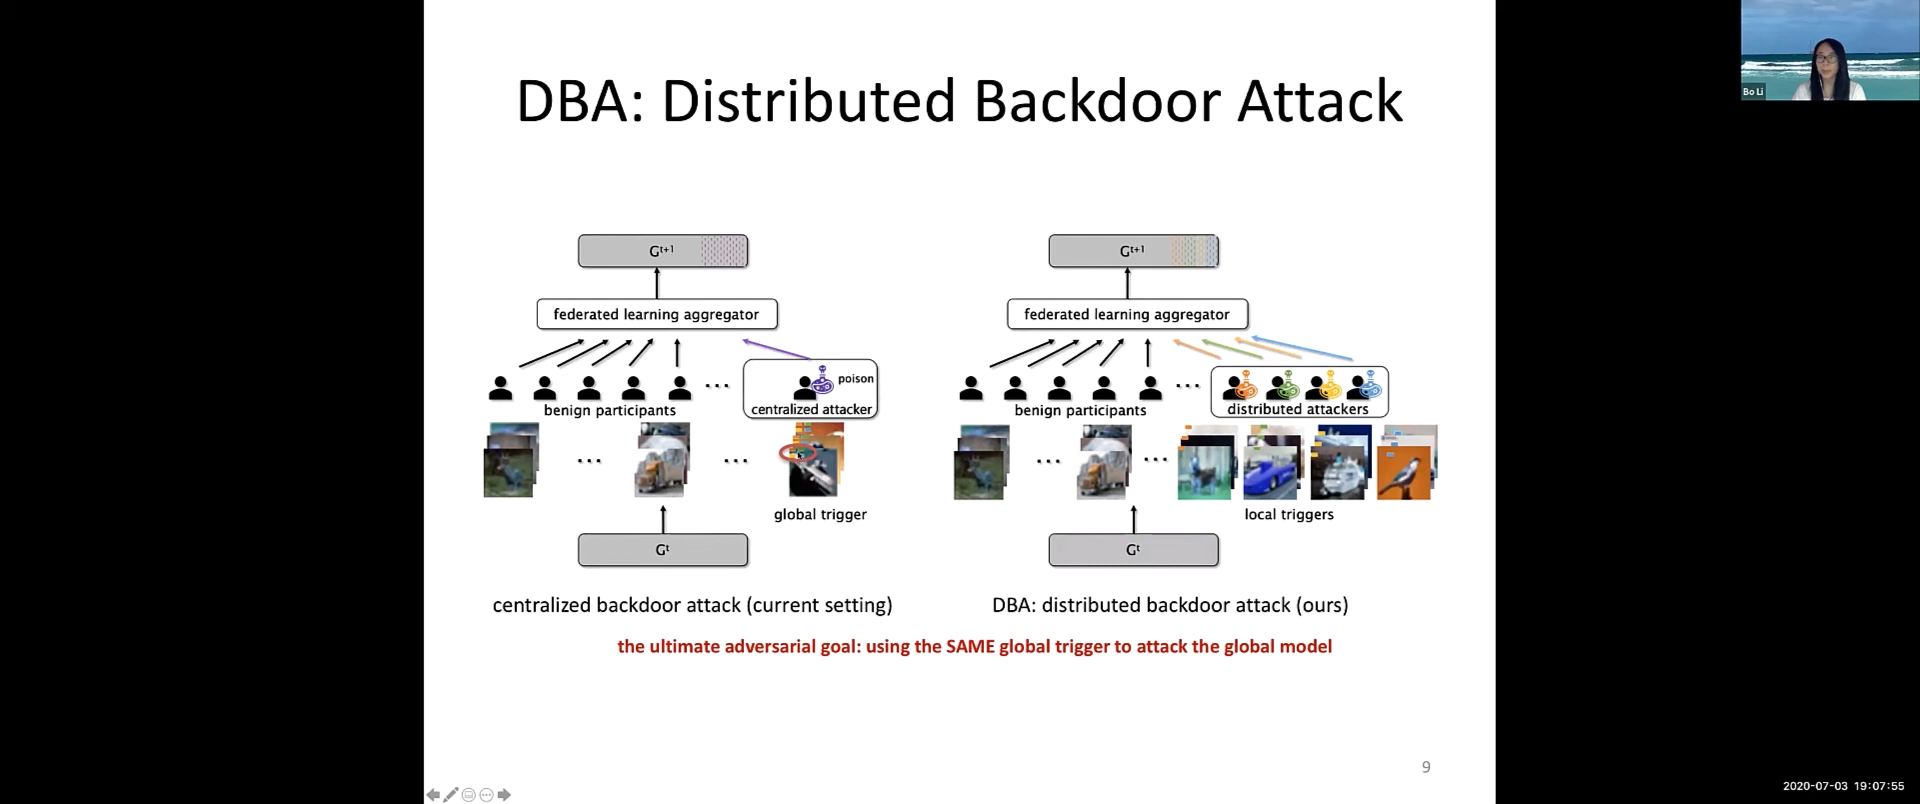 DBA: Distributed Backdoor Attack
Bo Li
Gt+1
federated learning aggregator
poison
centralized attacker
benign participants
...
...
...
global trigger
Gt
centralized backdoor attack (current setting)
Gt+1
federated learning aggregator
...
distributed attackers
benign participants
...
...
local triggers
Gt
DBA: distributed backdoor attack (ours)
the ultimate adversarial goal: using the SAME global trigger to attack the global model
9
2020-07-03 19:07:55